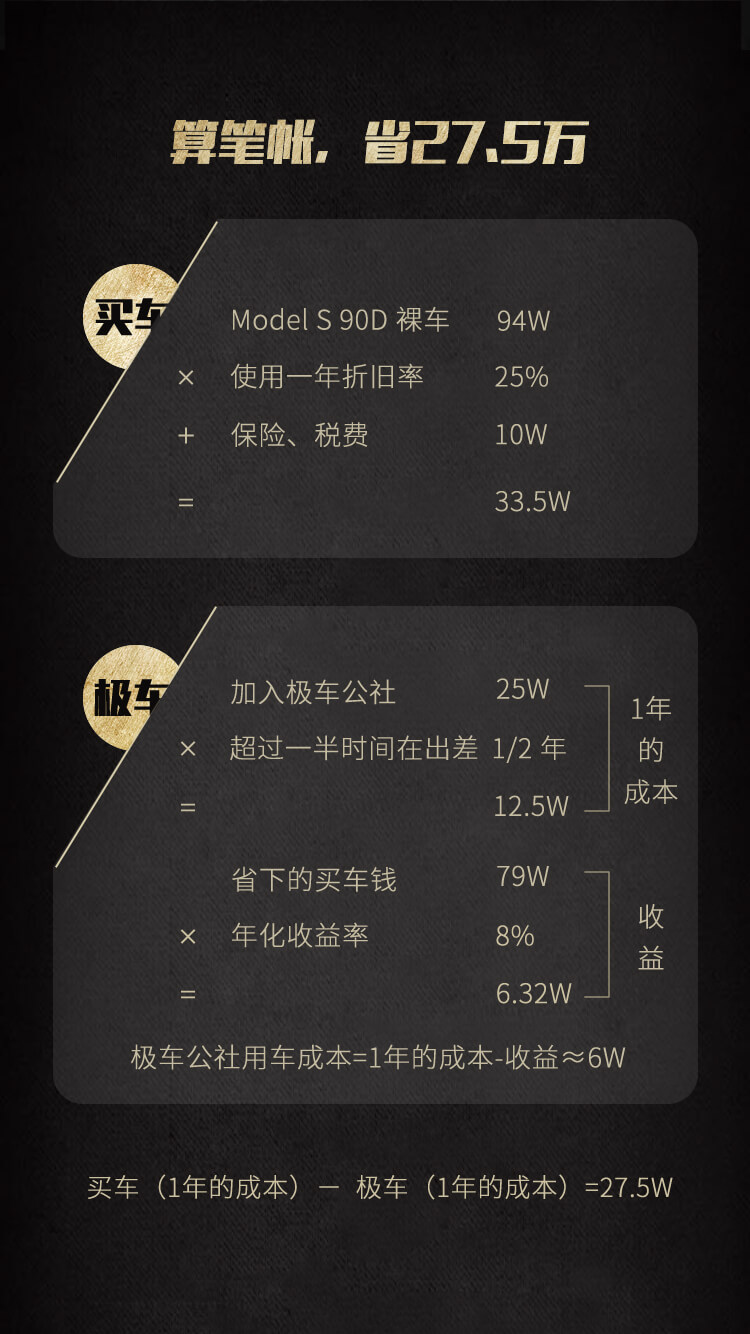 算笔帐，省27.5万
买车
Model S 90D 裸车 94W
× 使用一年折旧率 25%
+ 保险、税费 10W
= 33.5W
极车
加入极车公社 25W
× 超过一半时间在出差 1/2 年
= 12.5W
1年
的
成本
省下的买车钱 79W
× 年化收益率 8%
= 6.32W
收
益
极车公社用车成本=1年的成本-收益≈6W
买车（1年的成本）－ 极车（1年的成本）=27.5W